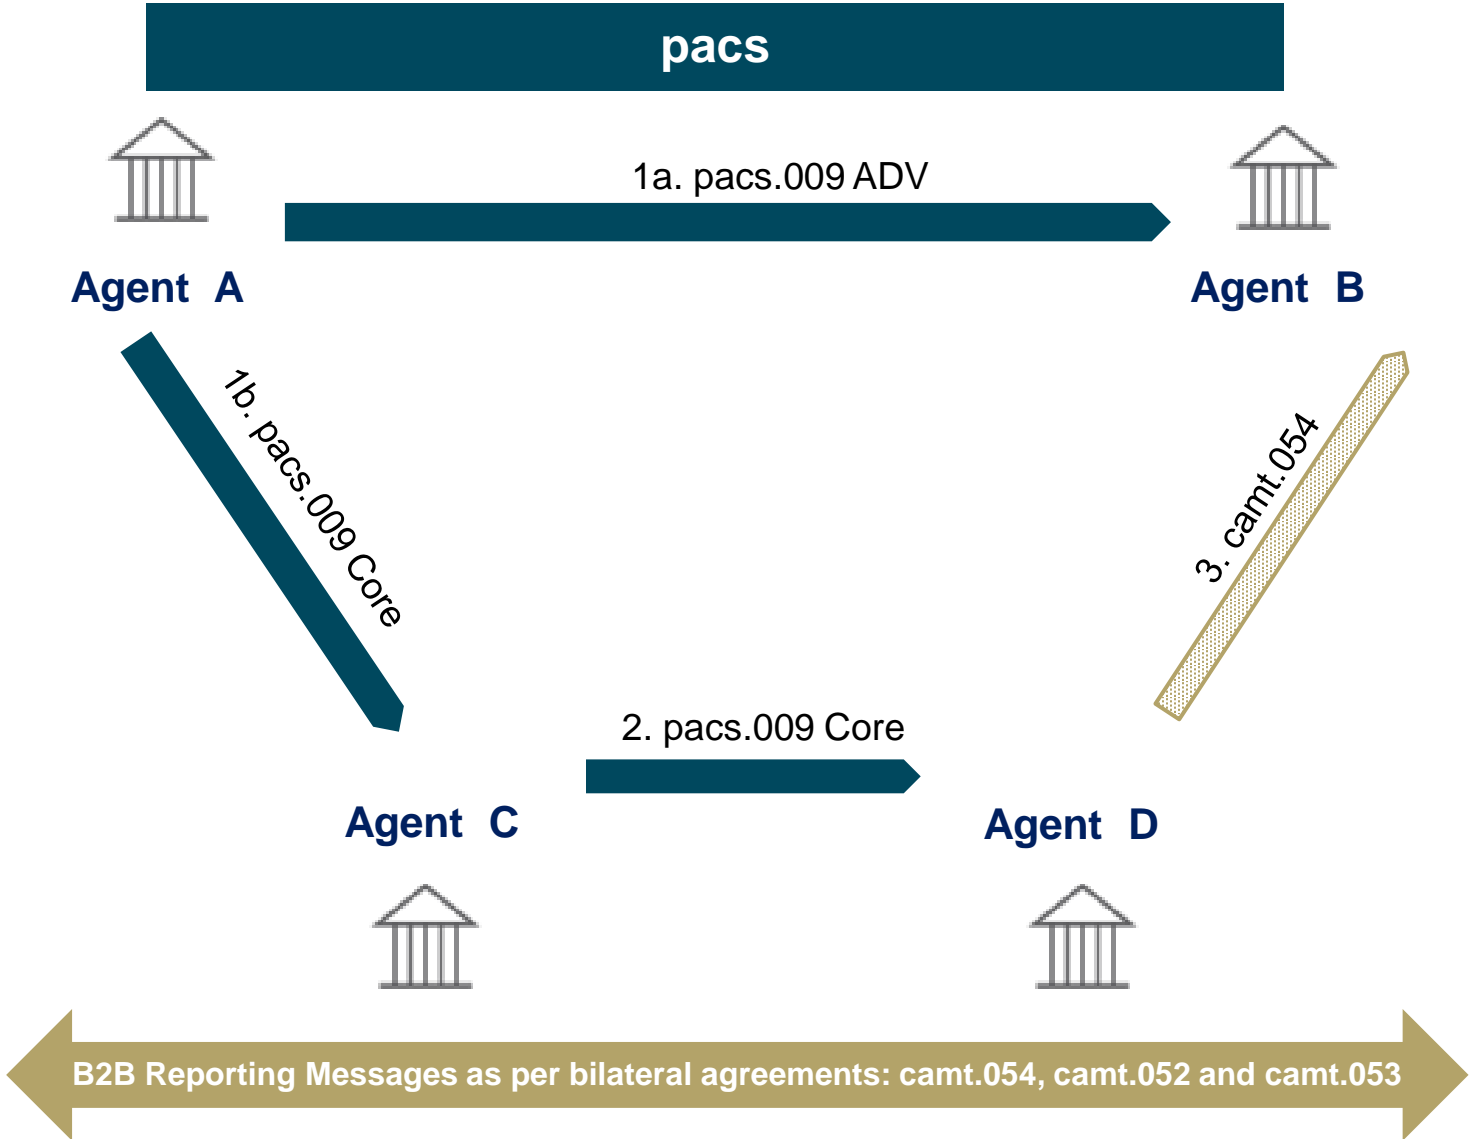 pacs
1a. pacs.009 ADV
Agent A
Agent B
1b. pacs.009 Core
3. camt.054
2. pacs.009 Core
Agent C
Agent D
B2B Reporting Messages as per bilateral agreements: camt.054, camt.052 and camt.053